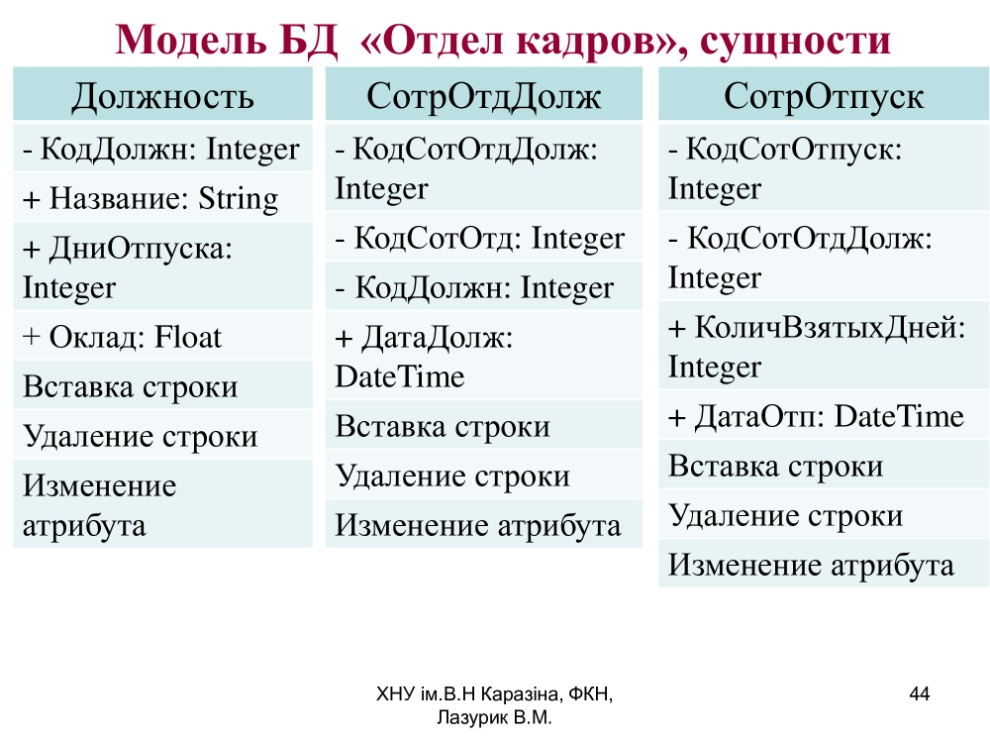 Модель БД «Отдел кадров», сущности
Должность
- КодДолжн: Integer
+ Название: String
+ ДниОтпуска:
Integer
+ Оклад: Float
Вставка строки
Удаление строки
Изменение
атрибута
СотрОтдДолж
- КодСотОтдДолж:
Integer
- КодСотОтд: Integer
- КодДолжн: Integer
+ ДатаДолж:
DateTime
Вставка строки
Удаление строки
Изменение атрибута
СотрОтпуск
- КодСотОтпуск:
Integer
- КодСотОтдДолж:
Integer
+ КоличВзятыхДней:
Integer
+ ДатаОтп: DateTime
Вставка строки
Удаление строки
Изменение атрибута
ХНУ ім.В.Н Каразіна, ФКН,
Лазурик В.М.
44